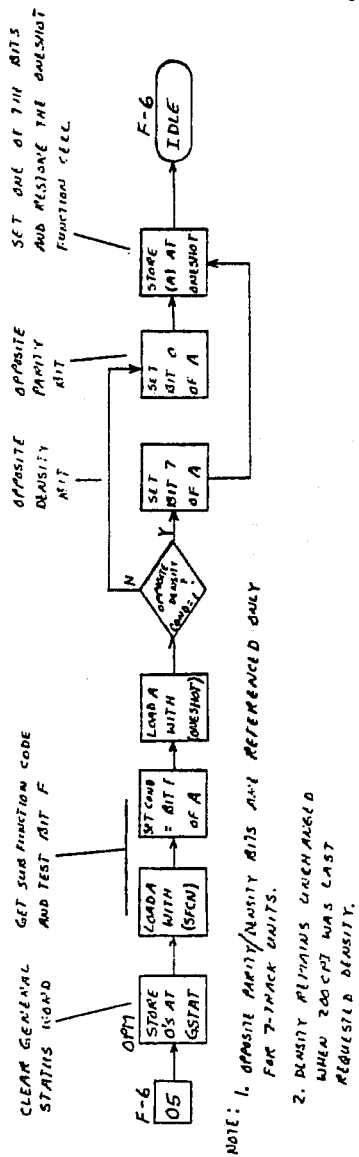 CLEAR GENERAL
STATUS WORD
GET SUB FUNCTION CODE
AND TEST BIT F
OPPOSITE
DENSITY
BIT
OPPOSITE
PARITY
BIT
SET ONE OF THE BITS
AND RESTORE THE ONESHOT
FUNCTION CELL
F-6
05
OPM
STORE
0'S AT
GSTAT
LOAD A
WITH
(SFCN)
SET COND
= BIT F
OF A
LOAD A
WITH
(ONESHOT)
OPPOSITE
DENSITY
?
COND=1
N
Y
SET
BIT 7
OF A
SET
BIT 0
OF A
STORE
(A) AT
ONESHOT
F-6
IDLE
NOTE: 1. OPPOSITE PARITY/DENSITY BITS ARE REFERENCED ONLY
FOR 7-TRACK UNITS.
2. DENSITY REMAINS UNCHANGED
WHEN 200 CPI WAS LAST
REQUESTED DENSITY.